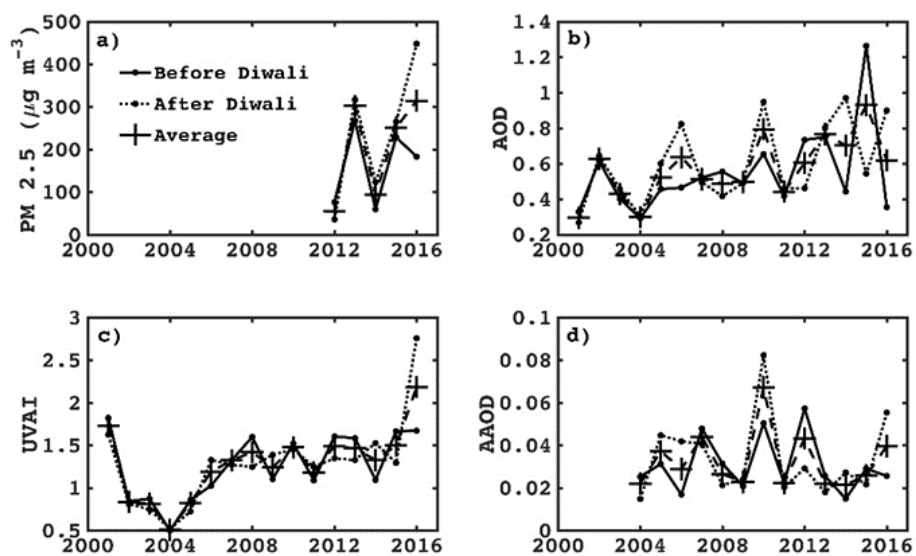 a)
PM 2.5 (μg m⁻³)
500
400
300
200
100
0
2000 2004 2008 2012 2016
Before Diwali
After Diwali
Average
b)
AOD
1.4
1.2
1
0.8
0.6
0.4
0.2
2000 2004 2008 2012 2016
c)
UVAI
3
2.5
2
1.5
1
0.5
2000 2004 2008 2012 2016
d)
AAOD
0.1
0.08
0.06
0.04
0.02
0
2000 2004 2008 2012 2016